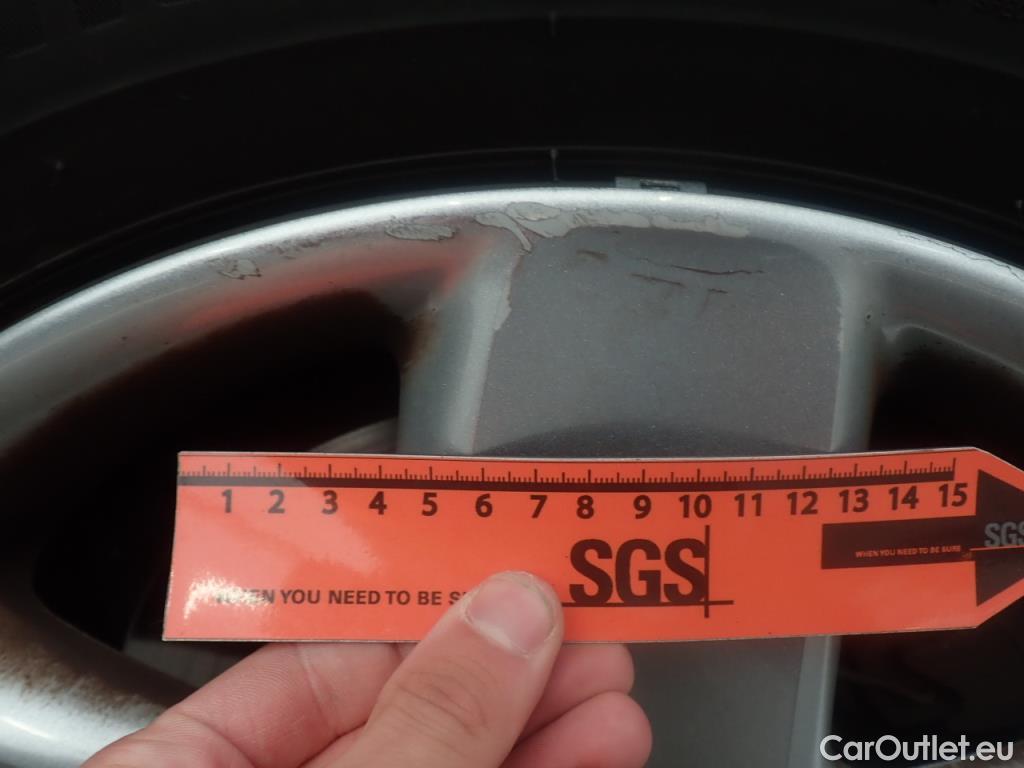 1 2 3 4 5 6 7 8 9 10 11 12 13 14 15
SGS
SGS
WHEN YOU NEED TO BE SURE
WHEN YOU NEED TO BE
CarOutlet.eu